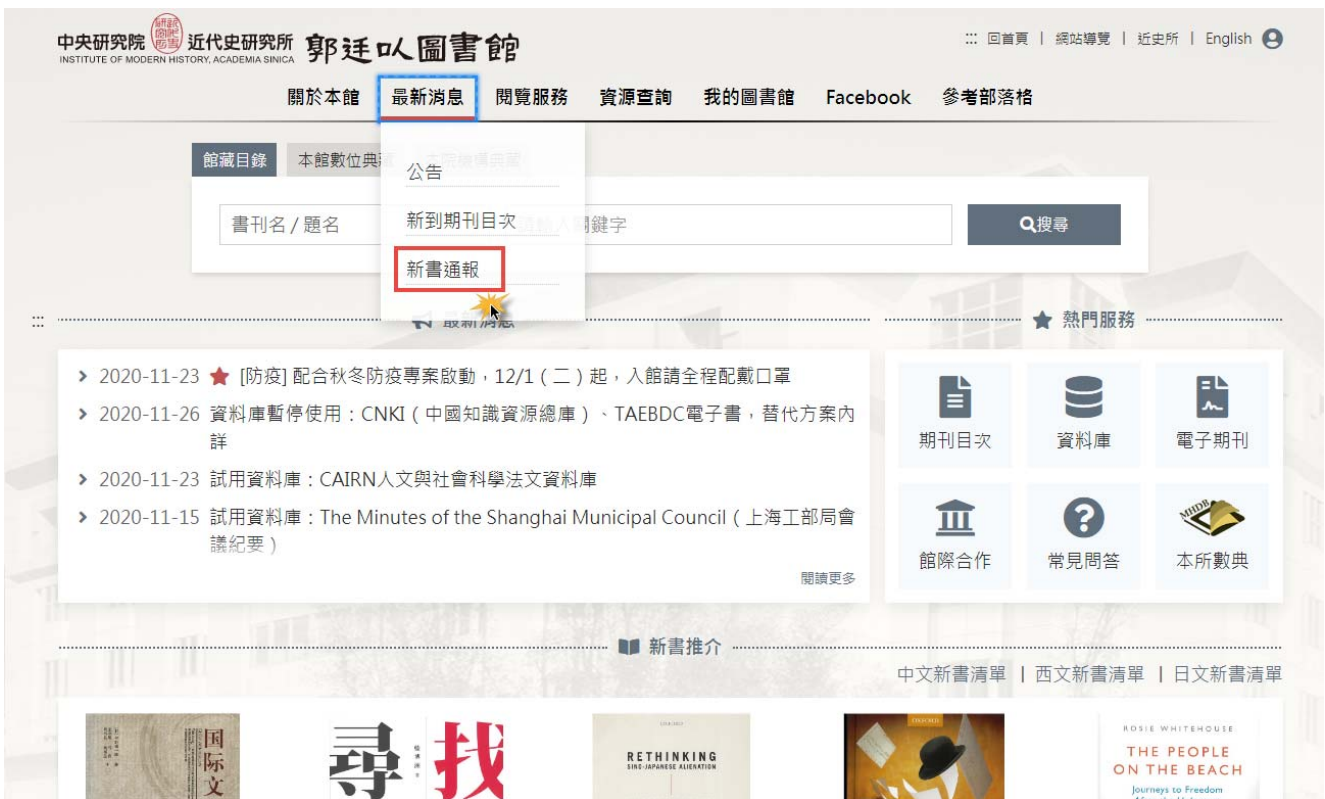 中央研究院 近代史研究所 郭廷以圖書館
INSTITUTE OF MODERN HISTORY, ACADEMIA SINICA
::: 回首頁 | 網站導覽 | 近史所 | English
關於本館 最新消息 閱覽服務 資源查詢 我的圖書館 Facebook 參考部落格
館藏目錄 本館數位典藏
公告
書刊名 / 題名
新到期刊目次
關鍵字
搜尋
新書通報
:::
最新消息
熱門服務
2020-11-23 ★ [防疫] 配合秋冬防疫專案啟動，12/1（二）起，入館請全程配戴口罩
2020-11-26 資料庫暫停使用：CNKI（中國知識資源總庫）、TAEBDC電子書，替代方案內
詳
2020-11-23 試用資料庫：CAIRN人文與社會科學法文資料庫
2020-11-15 試用資料庫：The Minutes of the Shanghai Municipal Council（上海工部局會
議紀要）
閱讀更多
期刊目次 資料庫 電子期刊
MHDB
館際合作 常見問答 本所數典
新書推介
中文新書清單 | 西文新書清單 | 日文新書清單
国际文
尋找
RETHINKING
SINO-JAPANESE ALIENATION
OXFORD
ROSIE WHITEHOUSE
THE PEOPLE
ON THE BEACH
Journeys to Freedom